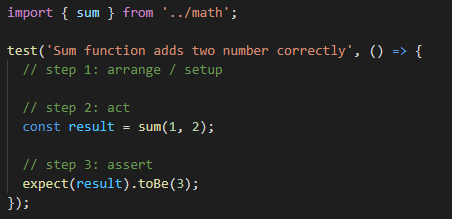 import { sum } from '../math';
test('Sum function adds two number correctly', () => {
// step 1: arrange / setup
// step 2: act
const result = sum(1, 2);
// step 3: assert
expect(result).toBe(3);
});